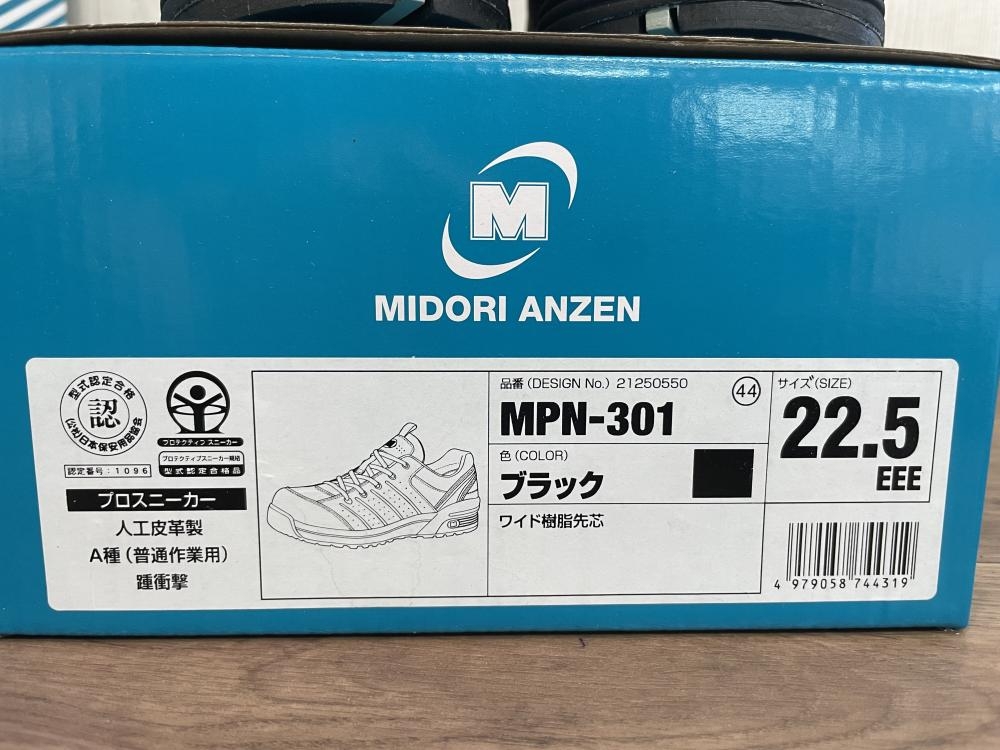 M
MIDORI ANZEN
型式認定合格
認
(公社)日本保安用品協会
認定番号:1096
プロテクティブ スニーカー
プロテクティブスニーカー規格
型式認定合格品
プロスニーカー
人工皮革製
A種(普通作業用)
踵衝撃
品番(DESIGN No.) 21250550
44
MPN-301
色(COLOR)
ブラック
ワイド樹脂先芯
サイズ(SIZE)
22.5
EEE
4 979058 744319